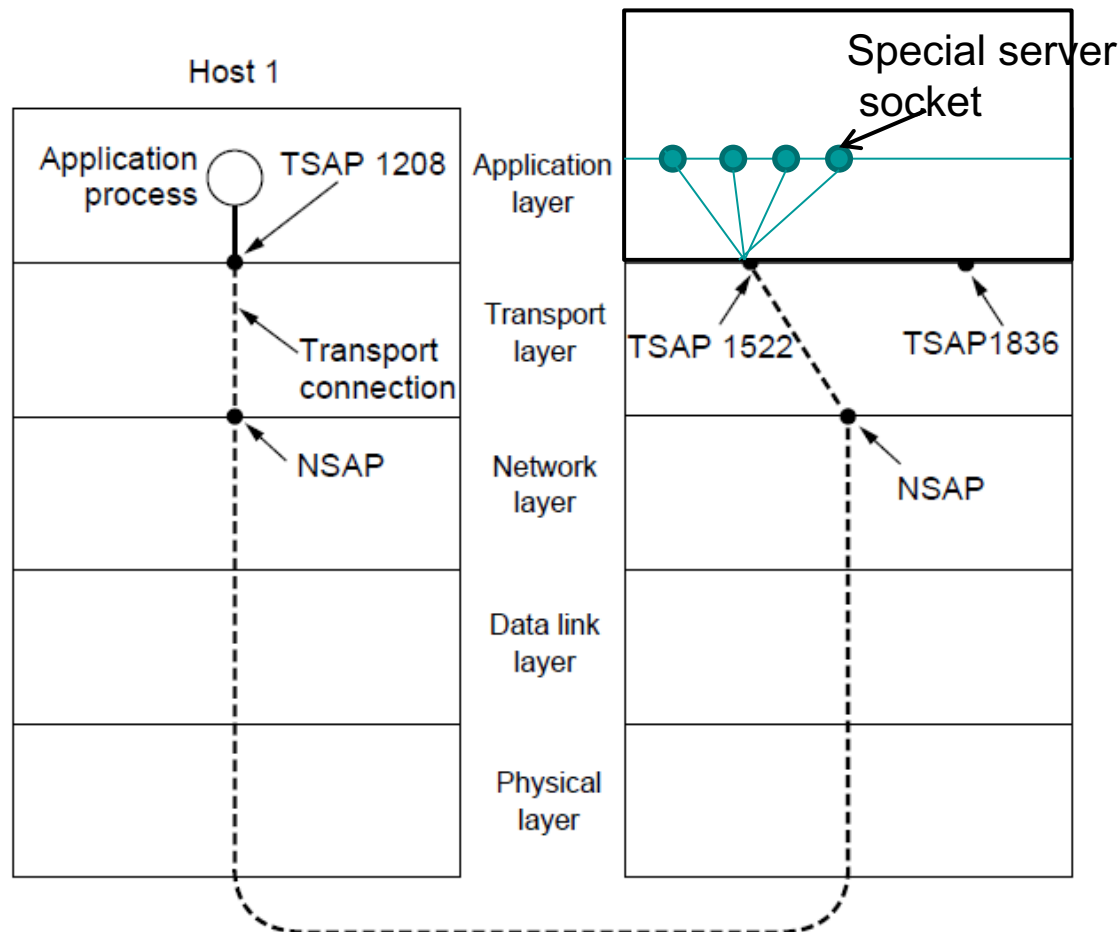 Host 1
Application
process
TSAP 1208
Transport
connection
NSAP
Application
layer
Transport
layer
Network
layer
Data link
layer
Physical
layer
Special server
socket
TSAP 1522
TSAP1836
NSAP